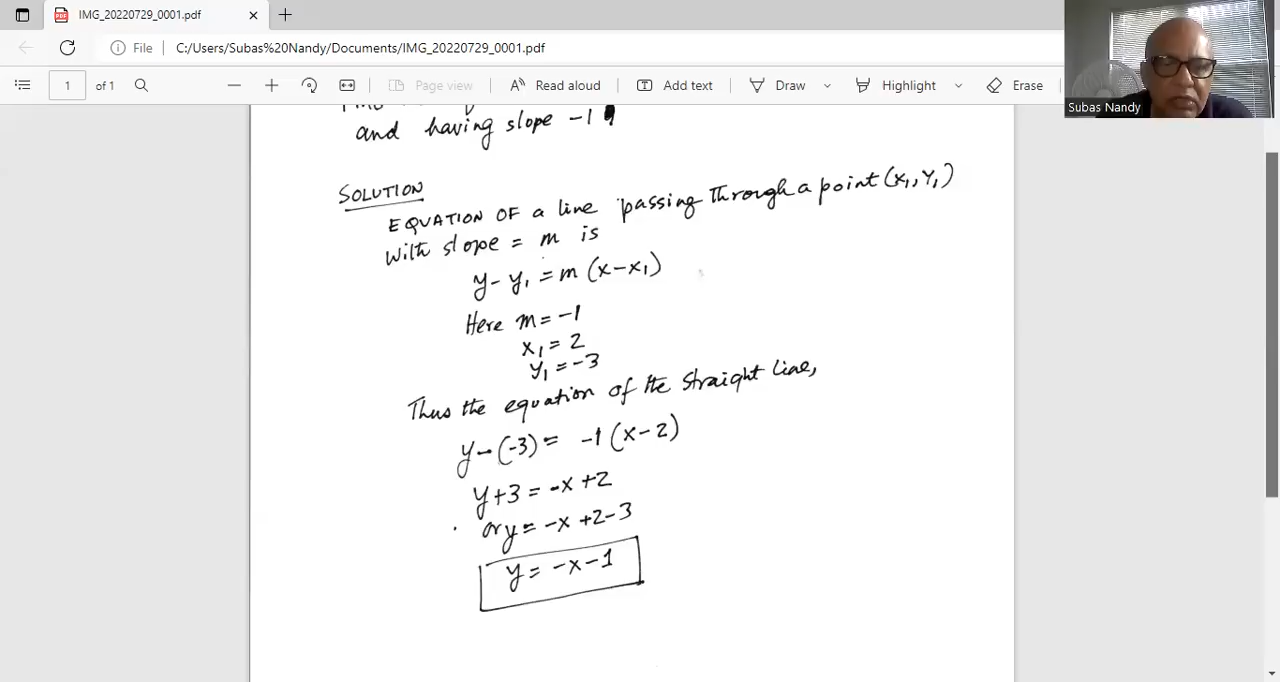 IMG_20220729_0001.pdf
File
C:/Users/Subas%20Nandy/Documents/IMG_20220729_0001.pdf
1 of 1
Page view
Read aloud
Add text
Draw
Highlight
Erase
Subas Nandy
and having slope -1
SOLUTION
EQUATION OF a line passing through a point (x₁, Y₁)
with slope = m is
y - y₁ = m (x - x₁)
Here m = -1
x₁ = 2
y₁ = -3
Thus the equation of the straight line,
y - (-3) = -1 (x - 2)
y + 3 = -x + 2
or y = -x + 2 - 3
y = -x - 1